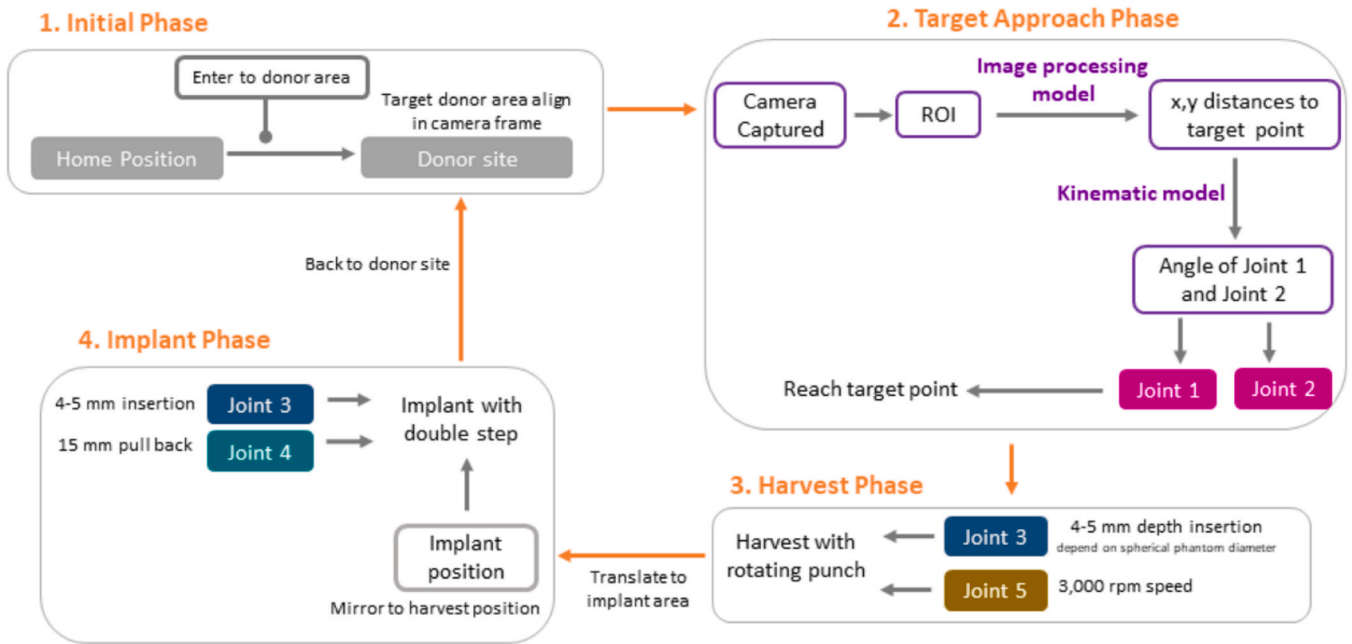 1. Initial Phase
Enter to donor area
Target donor area align
in camera frame
Home Position
Donor site
2. Target Approach Phase
Camera
Captured
ROI
Image processing
model
x,y distances to
target point
Kinematic model
Angle of Joint 1
and Joint 2
Joint 1
Joint 2
Reach target point
3. Harvest Phase
Harvest with
rotating punch
Joint 3
4-5 mm depth insertion
depend on spherical phantom diameter
Joint 5
3,000 rpm speed
Translate to
implant area
4. Implant Phase
4-5 mm insertion
Joint 3
15 mm pull back
Joint 4
Implant with
double step
Implant
position
Mirror to harvest position
Back to donor site